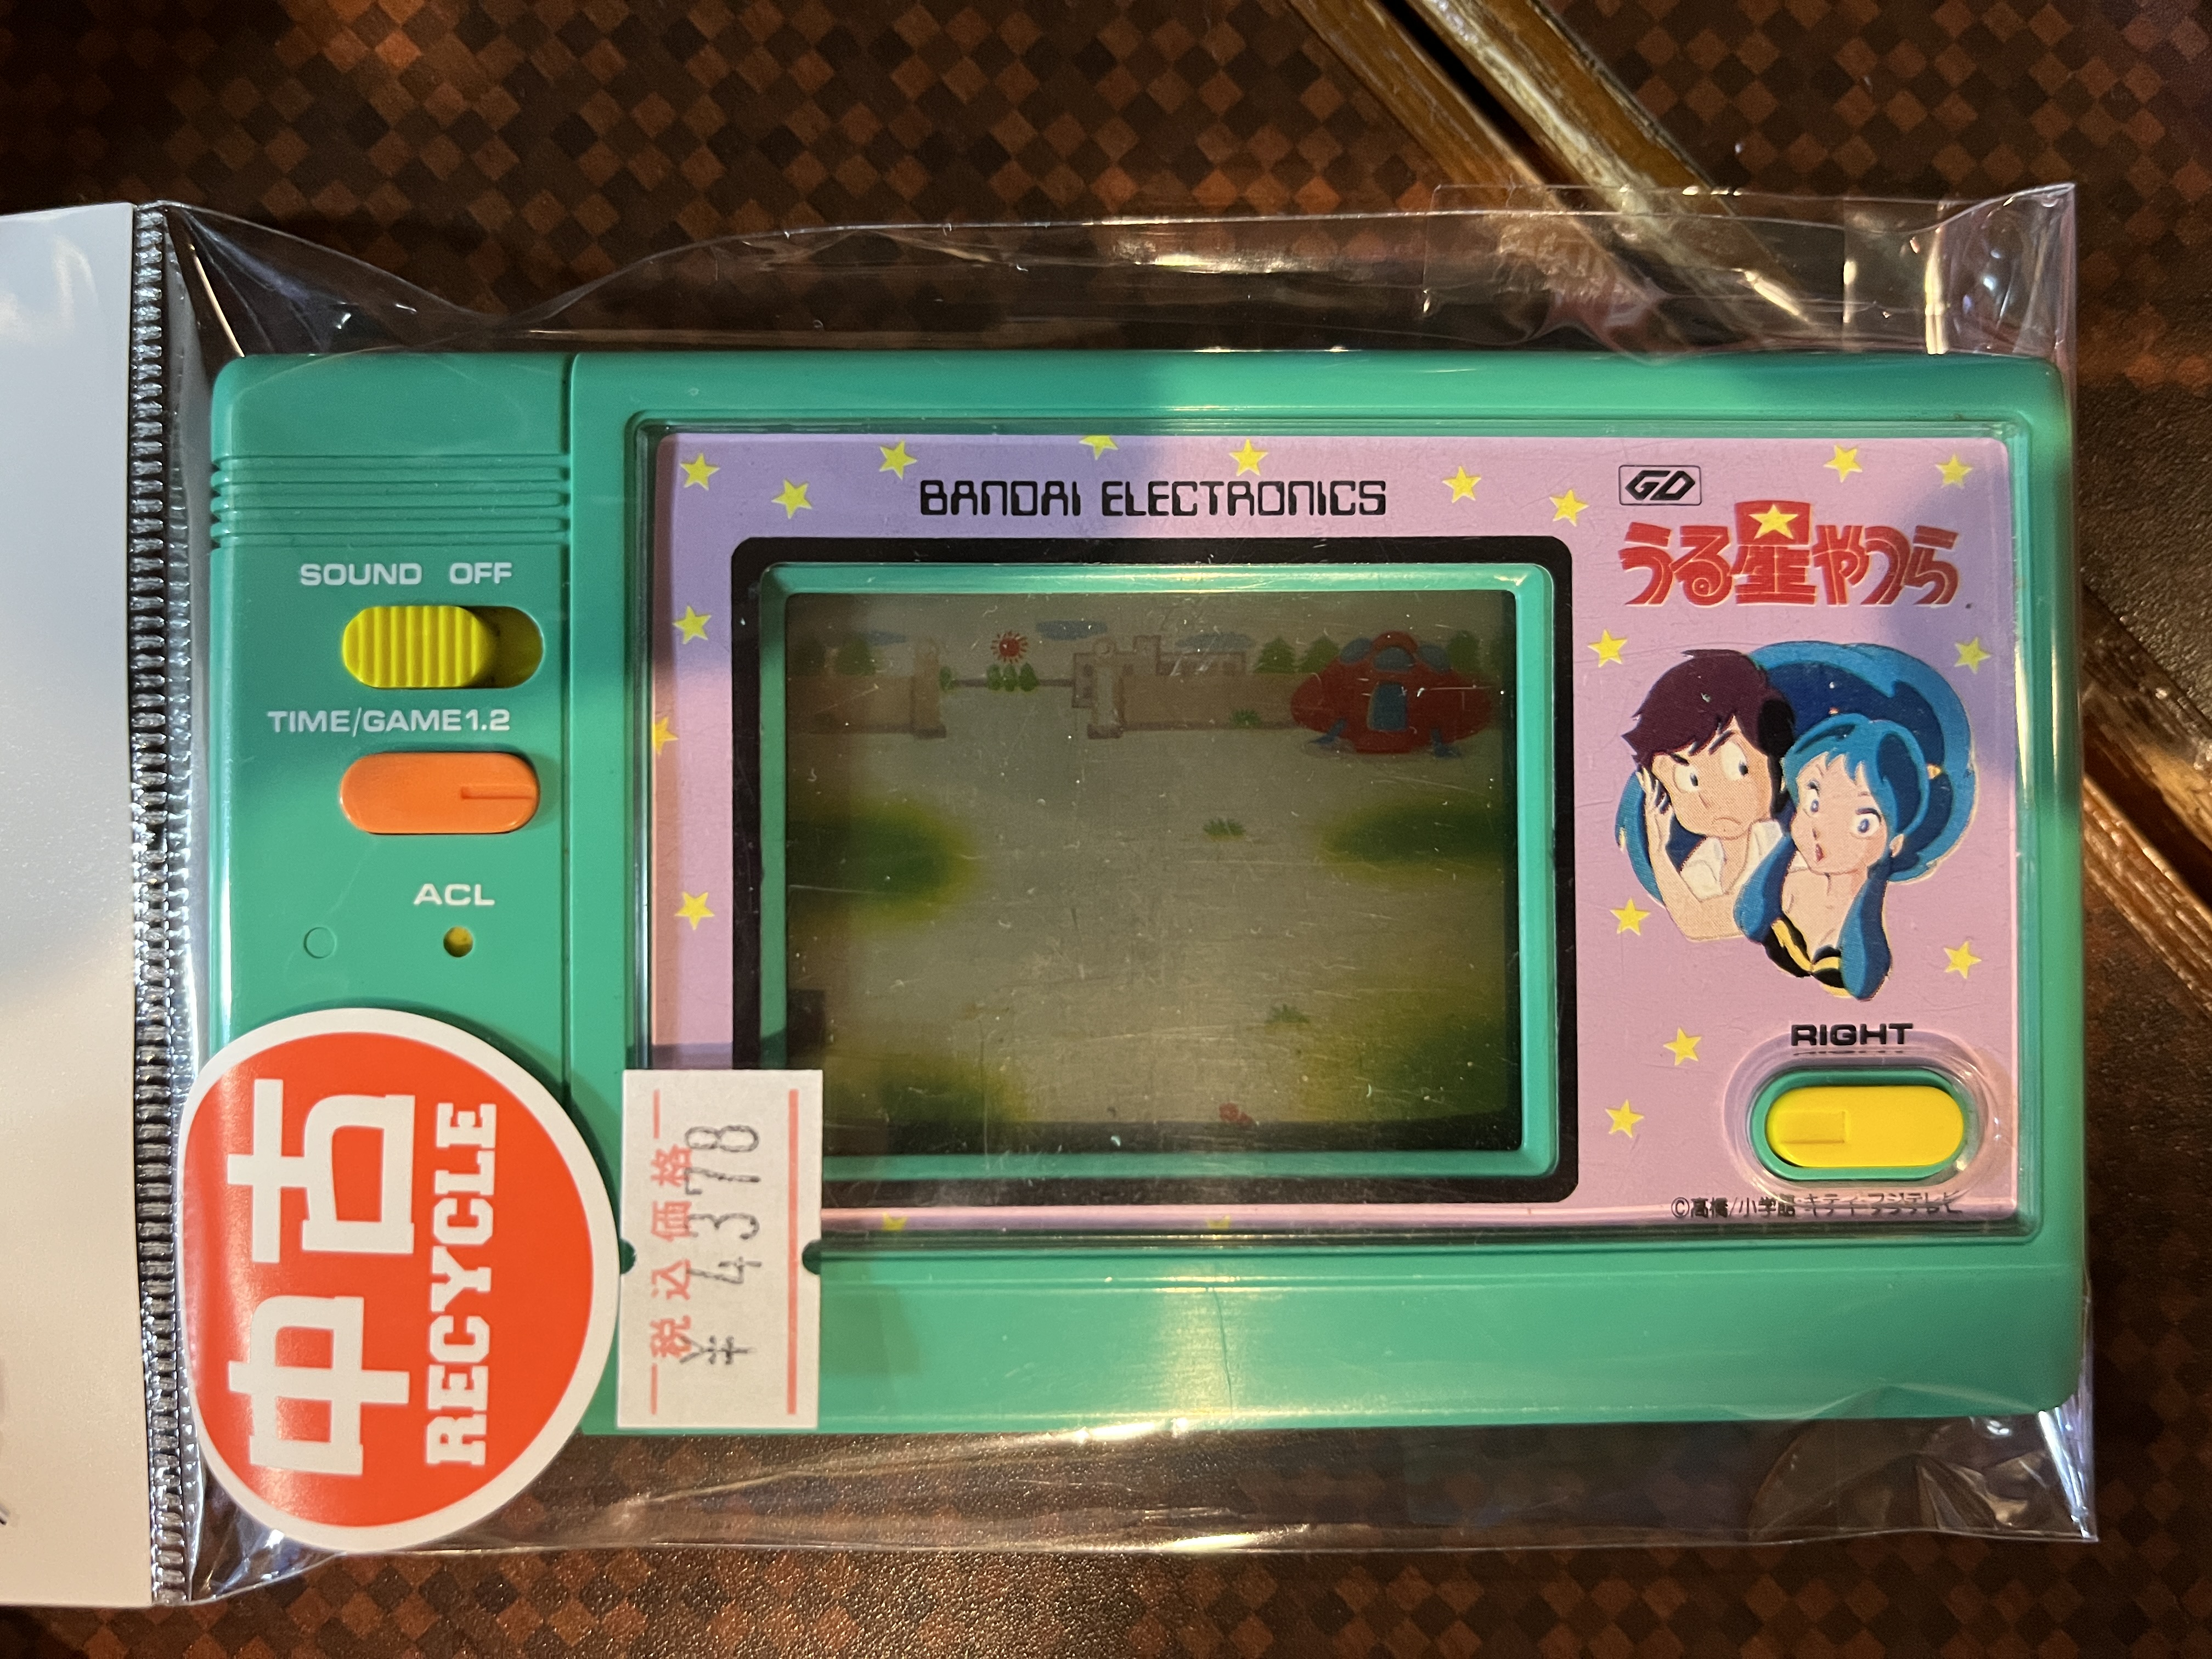 BANDAI ELECTRONICS
GD
うる星やつら
SOUND OFF
TIME/GAME1.2
ACL
RIGHT
©高橋/小学館・キティ・フジテレビ
中古
RECYCLE
税込価格
¥4378